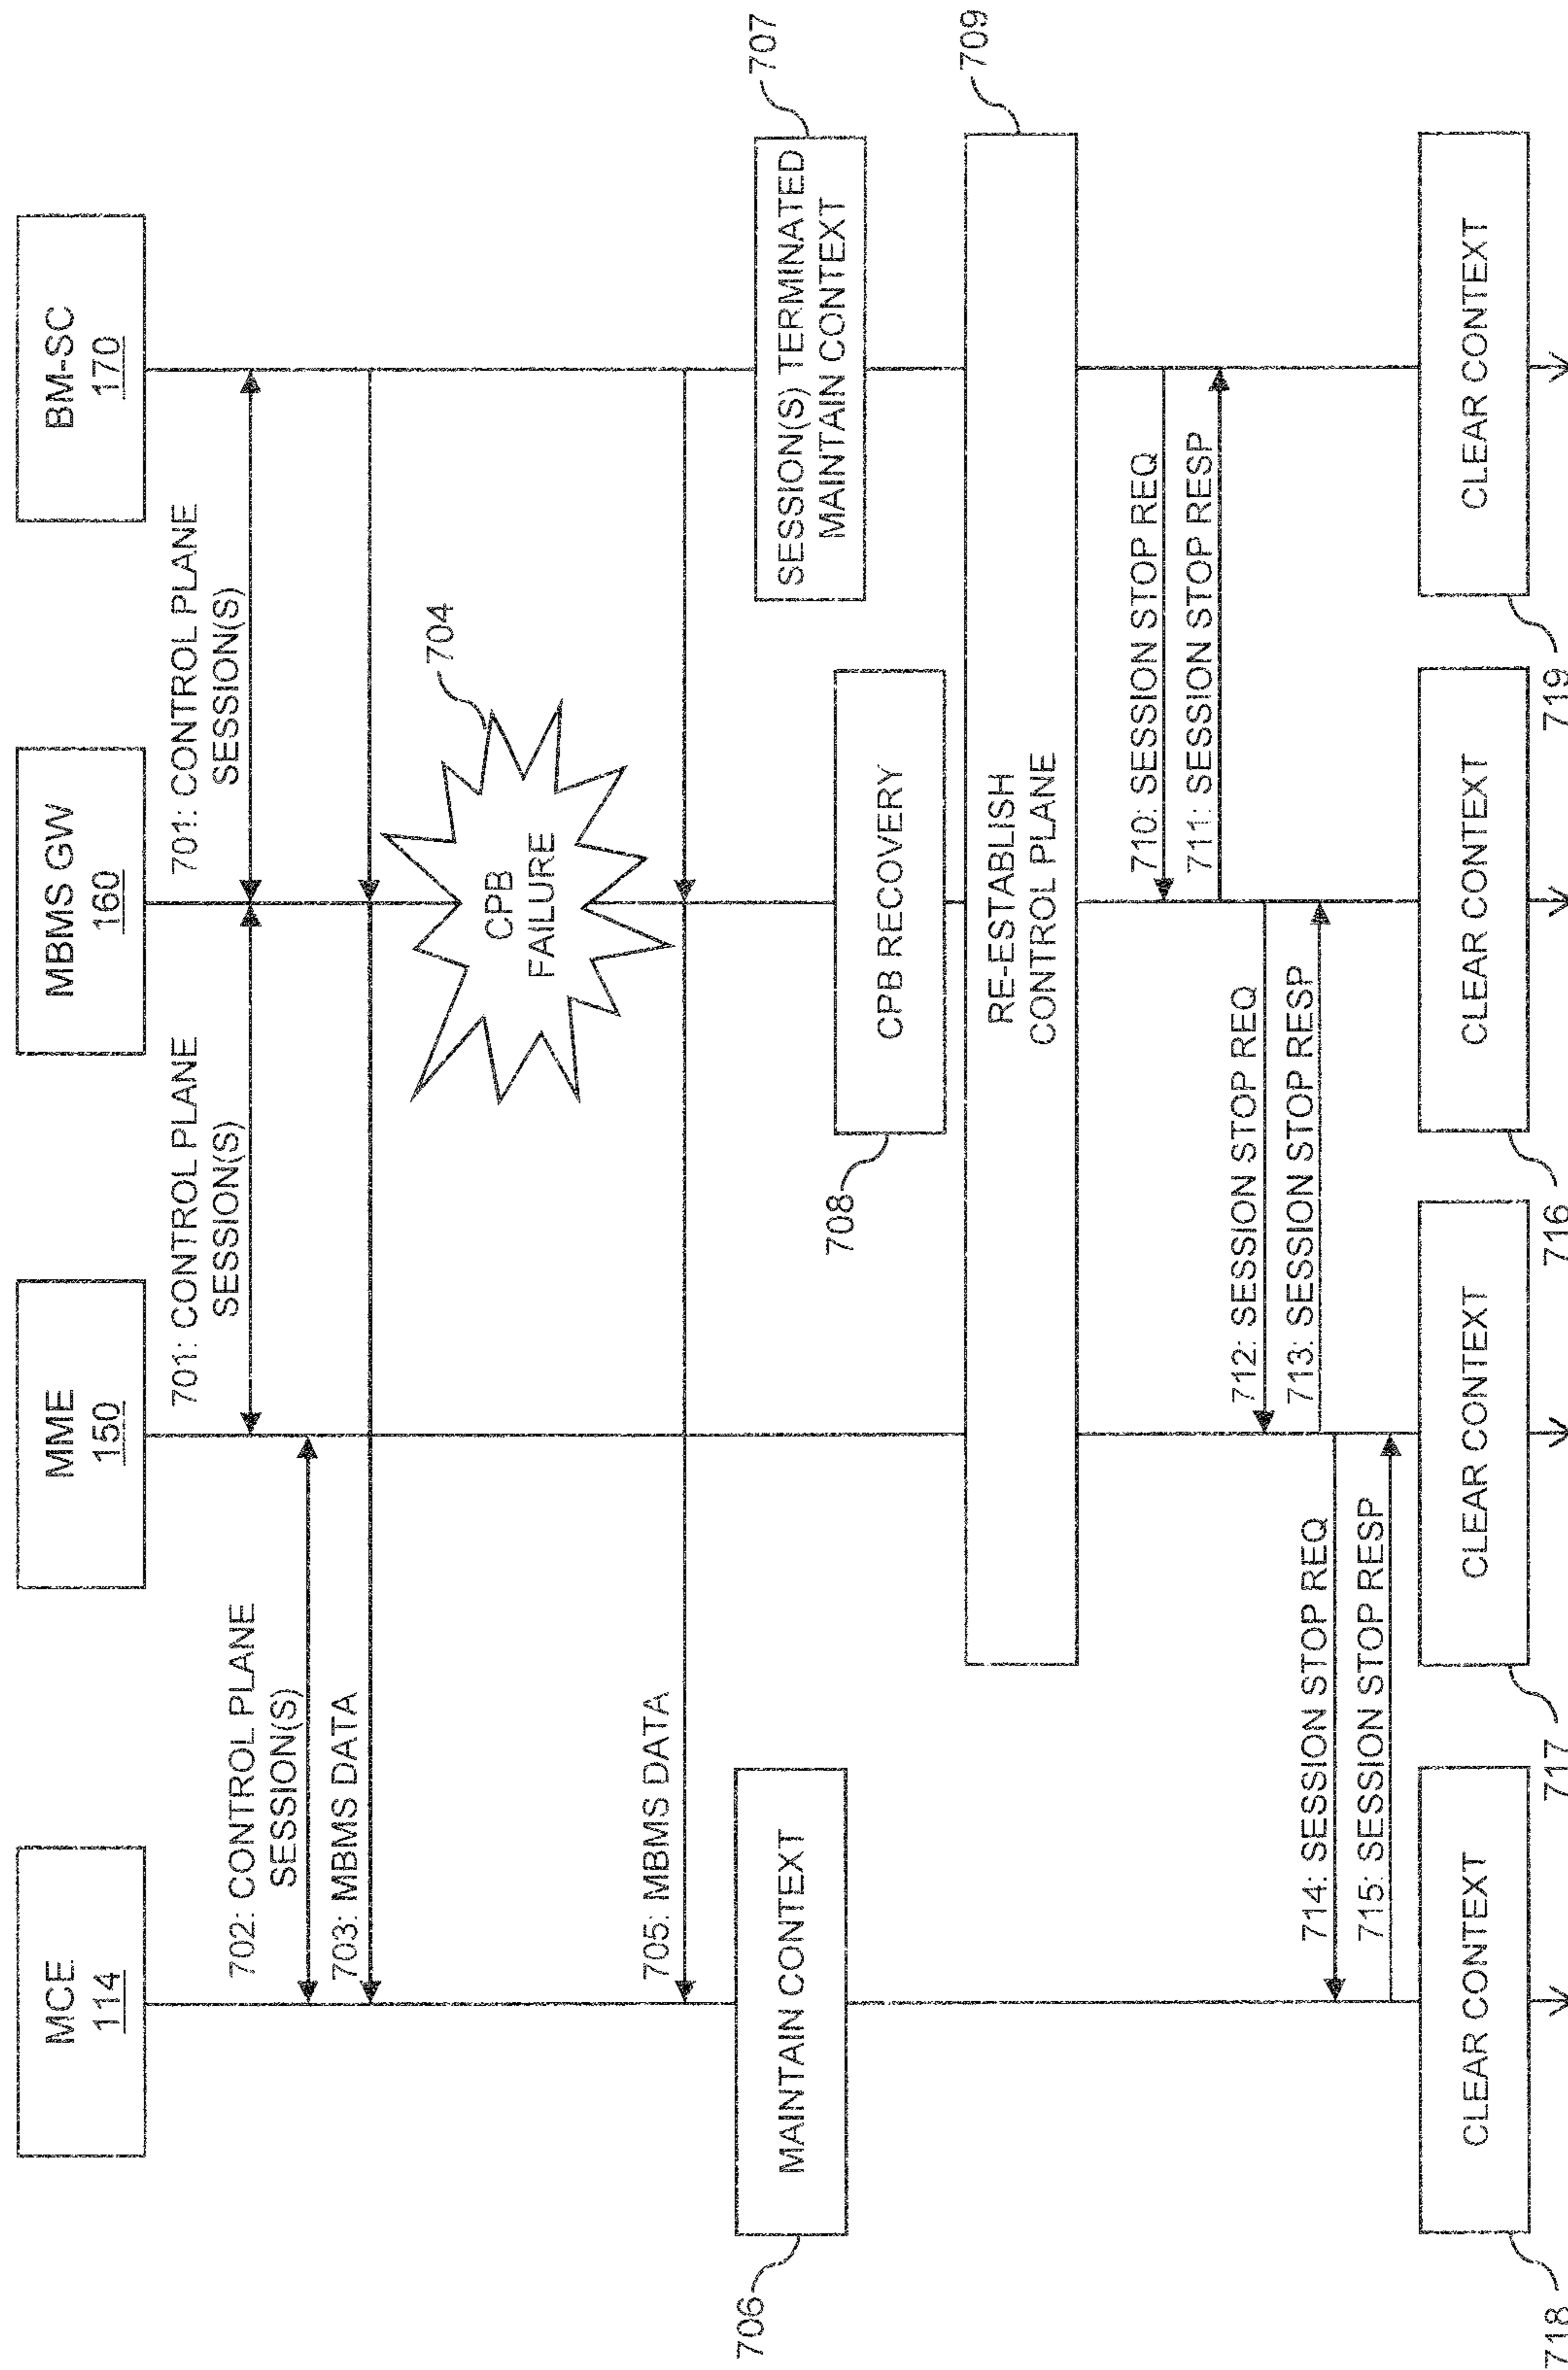 MCE
114
MME
150
MBMS GW
160
BM-SC
170
701: CONTROL PLANE
SESSION(S)
701: CONTROL PLANE
SESSION(S)
702: CONTROL PLANE
SESSION(S)
703: MBMS DATA
CPB
FAILURE
704
705: MBMS DATA
MAINTAIN CONTEXT
706
SESSION(S) TERMINATED
MAINTAIN CONTEXT
707
CPB RECOVERY
708
RE-ESTABLISH
CONTROL PLANE
709
710: SESSION STOP REQ
711: SESSION STOP RESP
712: SESSION STOP REQ
713: SESSION STOP RESP
714: SESSION STOP REQ
715: SESSION STOP RESP
CLEAR CONTEXT
718
CLEAR CONTEXT
717
CLEAR CONTEXT
716
CLEAR CONTEXT
719